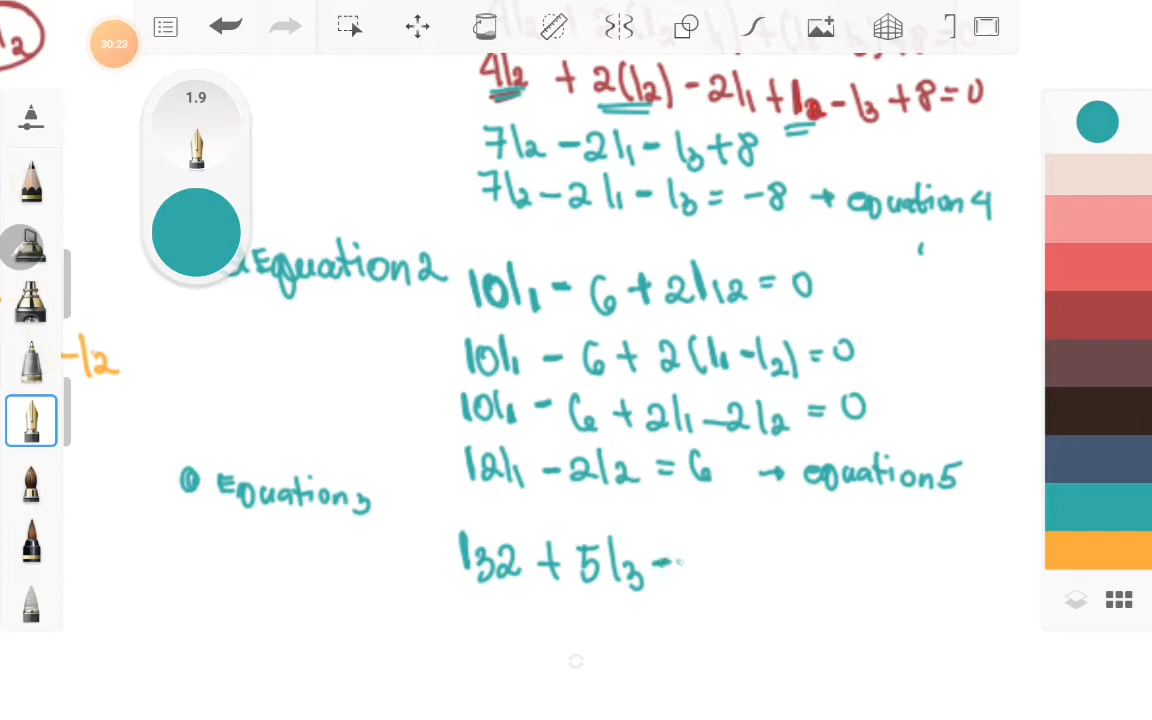 30:23
1.9
4I2 + 2(I2) - 2I1 + I2 - I3 + 8 = 0
7I2 - 2I1 - I3 + 8
7I2 - 2I1 - I3 = -8 → equation 4
Equation 2
10I1 - 6 + 2I12 = 0
-I2
10I1 - 6 + 2(I1 - I2) = 0
10I1 - 6 + 2I1 - 2I2 = 0
12I1 - 2I2 = 6 → equation 5
Equation 3
I32 + 5I3 -